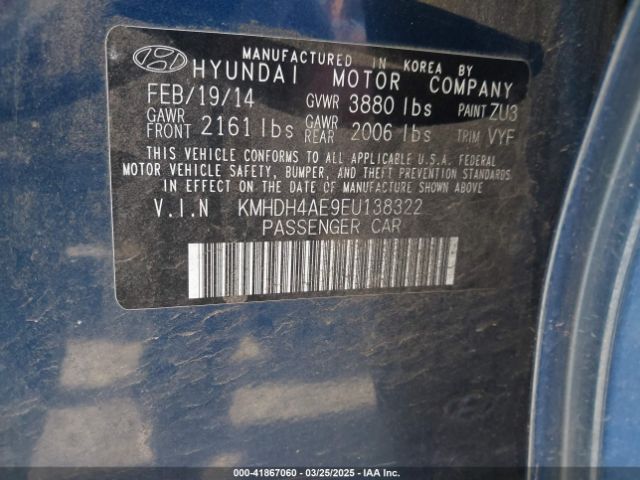 MANUFACTURED IN KOREA BY
HYUNDAI MOTOR COMPANY
FEB/19/14 GVWR 3880 lbs PAINT ZU3
GAWR FRONT 2161 lbs GAWR REAR 2006 lbs TRIM VYF
THIS VEHICLE CONFORMS TO ALL APPLICABLE U.S.A. FEDERAL
MOTOR VEHICLE SAFETY, BUMPER, AND THEFT PREVENTION STANDARDS
IN EFFECT ON THE DATE OF MANUFACTURE SHOWN ABOVE
V.I.N KMHDH4AE9EU138322
PASSENGER CAR
000-41867060 - 03/25/2025 - IAAI.COM